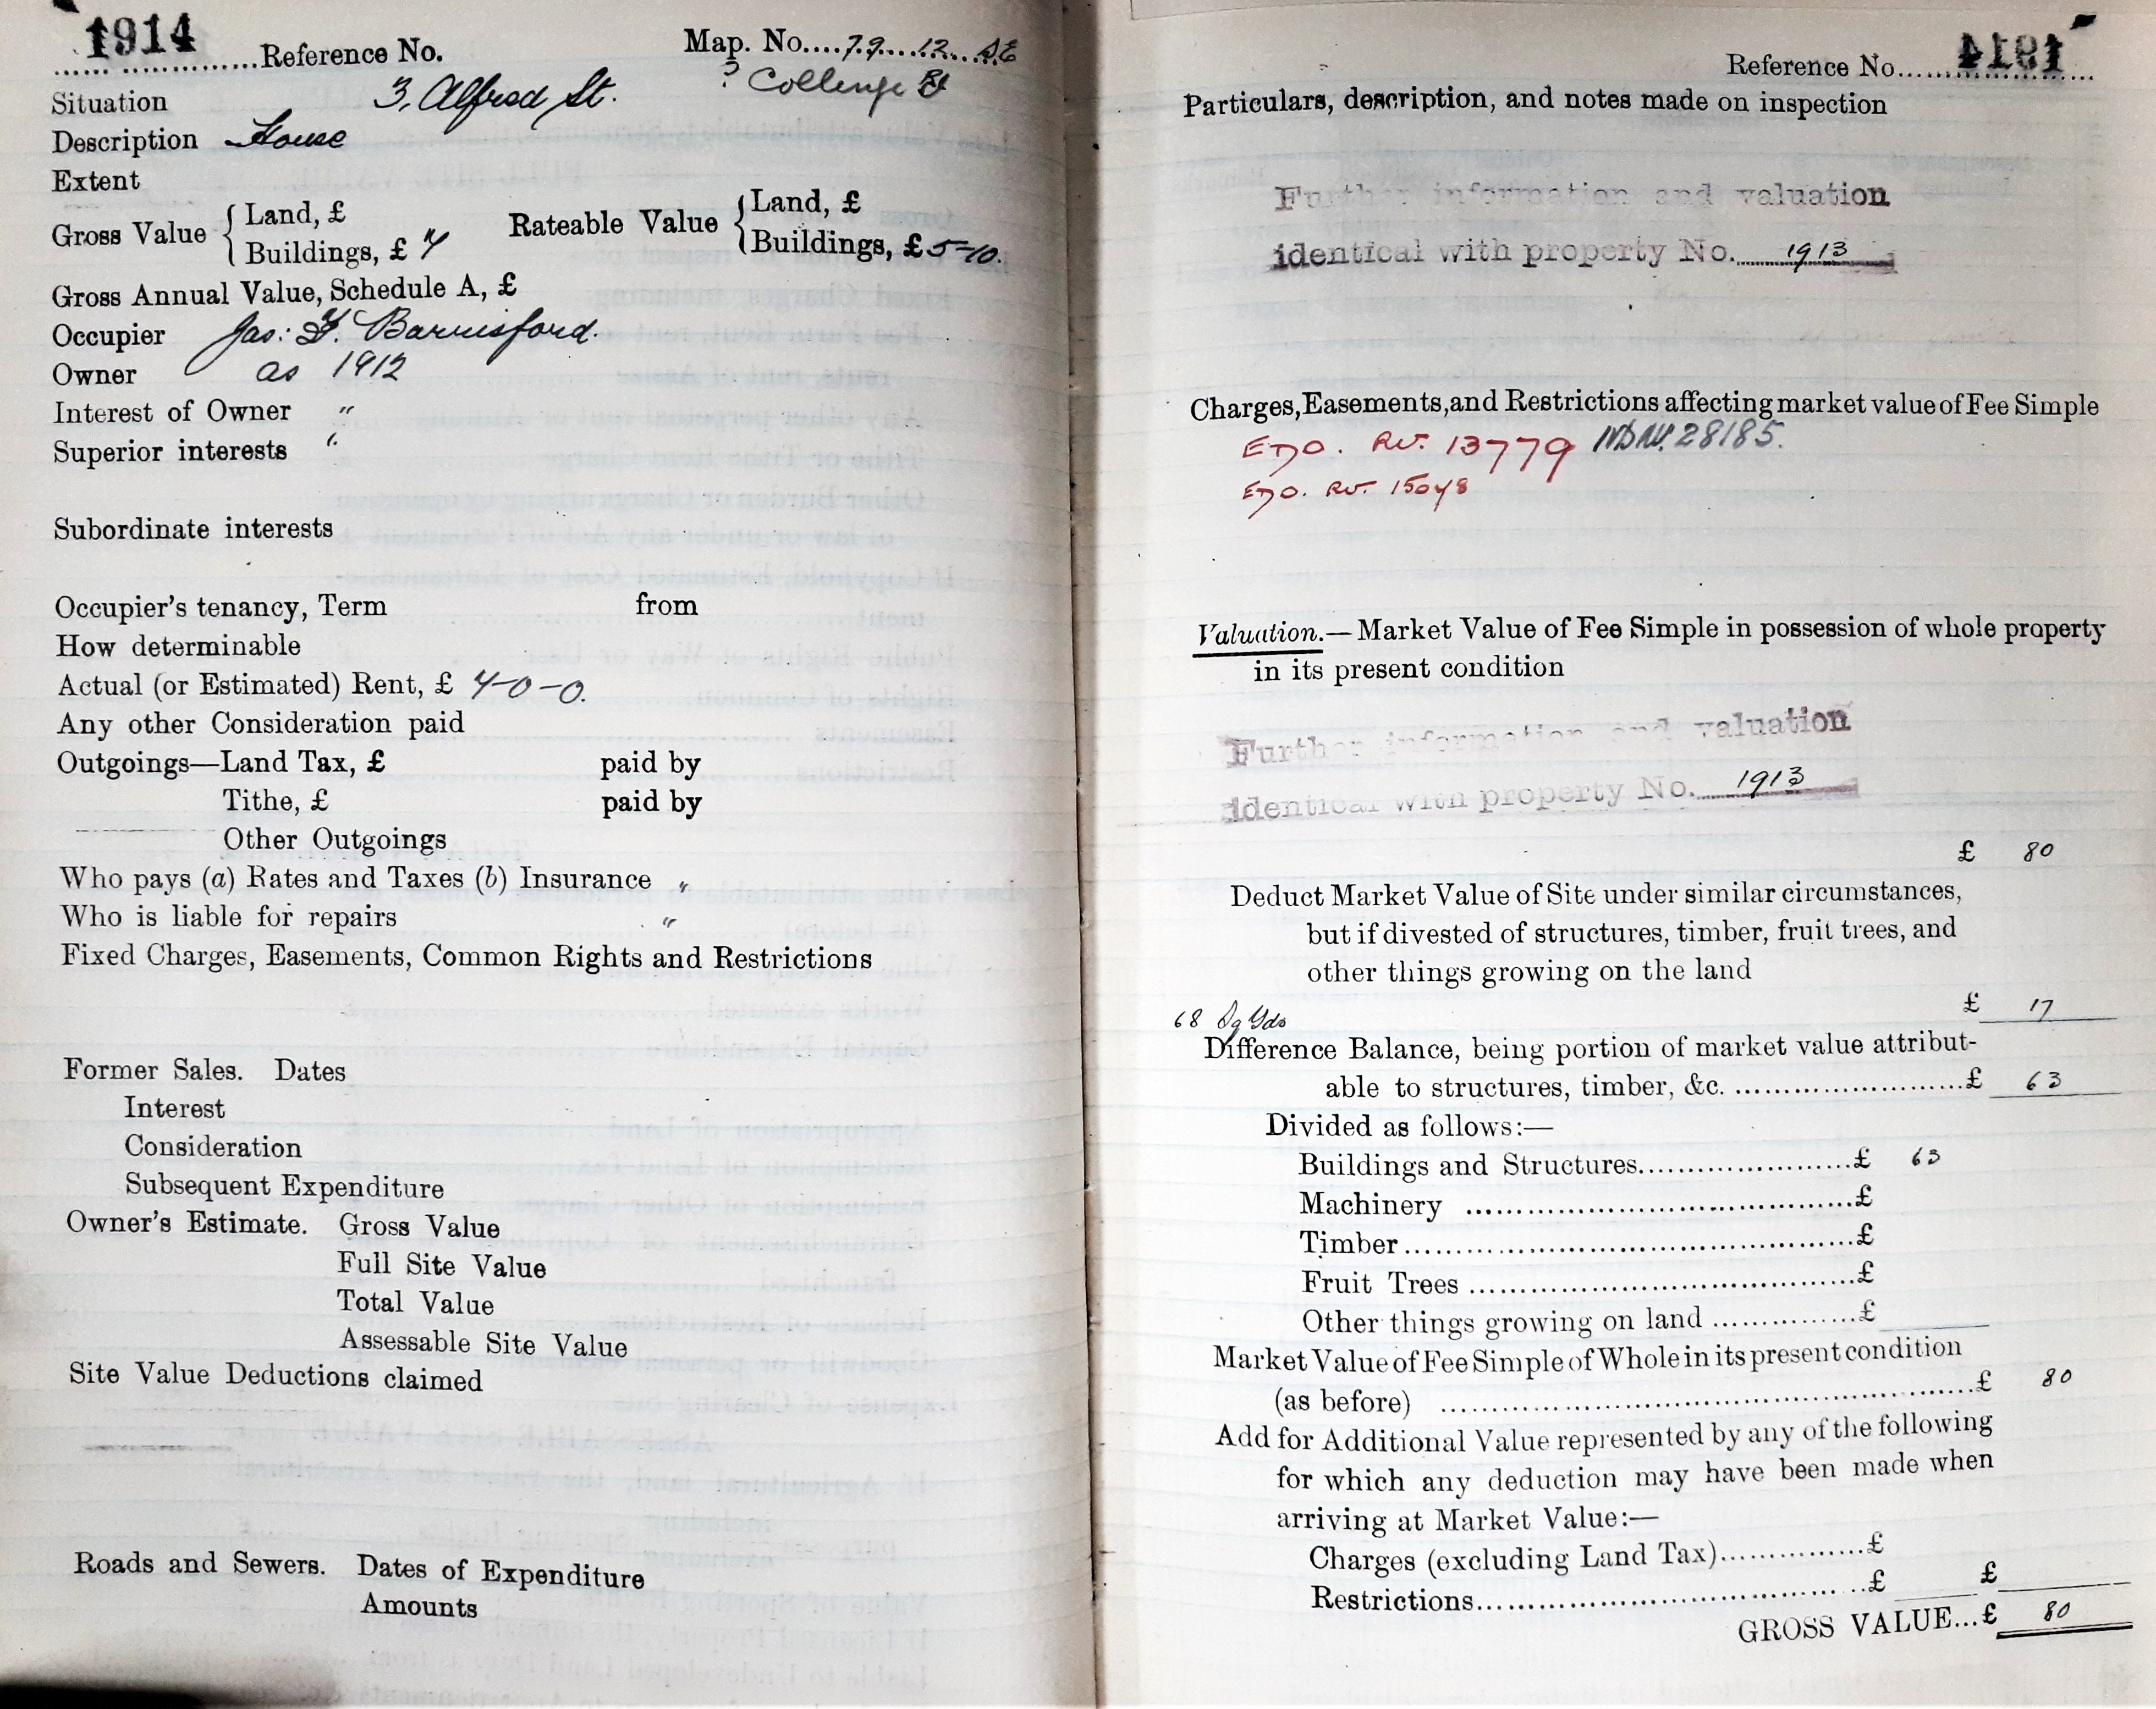 1914 Reference No. Map. No....79...12..SE
Situation 3, Alfred St. ? Collenge St
Description House
Extent
Gross Value { Land, £ Rateable Value { Land, £
Buildings, £ 7 Buildings, £ 5-10.
Gross Annual Value, Schedule A, £
Occupier Jas: Barnisford.
Owner as 1912
Interest of Owner "
Superior interests "
Subordinate interests
Occupier's tenancy, Term from
How determinable
Actual (or Estimated) Rent, £ 7-0-0.
Any other Consideration paid
Outgoings—Land Tax, £ paid by
Tithe, £ paid by
Other Outgoings
Who pays (a) Rates and Taxes (b) Insurance "
Who is liable for repairs "
Fixed Charges, Easements, Common Rights and Restrictions
Former Sales. Dates
Interest
Consideration
Subsequent Expenditure
Owner's Estimate. Gross Value
Full Site Value
Total Value
Assessable Site Value
Site Value Deductions claimed
Roads and Sewers. Dates of Expenditure
Amounts
Reference No. 1914
Particulars, description, and notes made on inspection
Further information and valuation
identical with property No. 1913
Charges, Easements, and Restrictions affecting market value of Fee Simple
13779 28185.
Valuation.—Market Value of Fee Simple in possession of whole property
in its present condition
Further information and valuation
identical with property No. 1913
£ 80
Deduct Market Value of Site under similar circumstances,
but if divested of structures, timber, fruit trees, and
other things growing on the land
£ 17
68 Sq Yds
Difference Balance, being portion of market value attribut-
able to structures, timber, &c. ........................£ 63
Divided as follows:—
Buildings and Structures......................£ 63
Machinery ........................................£
Timber.............................................£
Fruit Trees .......................................£
Other things growing on land ...............£
Market Value of Fee Simple of Whole in its present condition
(as before) ......................................................£ 80
Add for Additional Value represented by any of the following
for which any deduction may have been made when
arriving at Market Value:—
Charges (excluding Land Tax)...............£
Restrictions........................................£ £
GROSS VALUE...£ 80